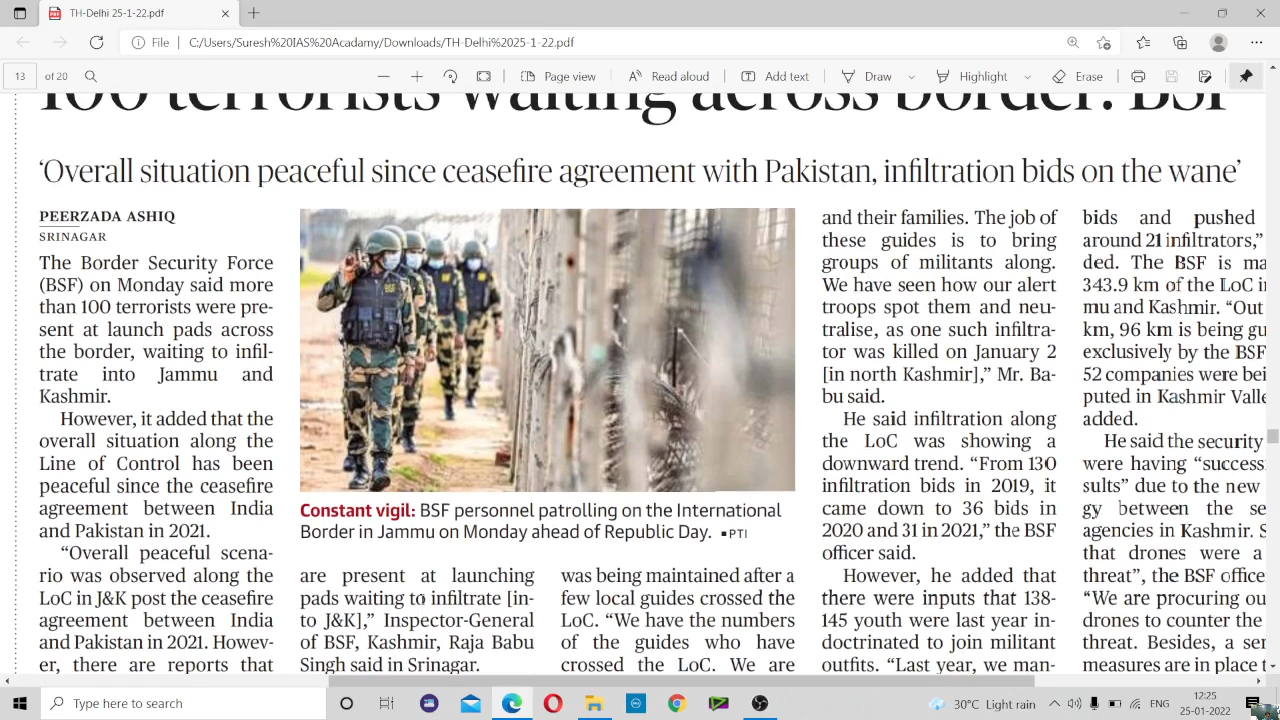 TH-Delhi 25-1-22.pdf
File
C:/Users/Suresh%20IAS%20Acadamy/Downloads/TH-Delhi%2025-1-22.pdf
13 of 20
Page view
Read aloud
Add text
Draw
Highlight
Erase
100 terrorists waiting across border: BSF
'Overall situation peaceful since ceasefire agreement with Pakistan, infiltration bids on the wane'
PEERZADA ASHIQ
SRINAGAR
The Border Security Force
(BSF) on Monday said more
than 100 terrorists were pre-
sent at launch pads across
the border, waiting to infil-
trate into Jammu and
Kashmir.
However, it added that the
overall situation along the
Line of Control has been
peaceful since the ceasefire
agreement between India
and Pakistan in 2021.
"Overall peaceful scena-
rio was observed along the
LoC in J&K post the ceasefire
agreement between India
and Pakistan in 2021. Howev-
er, there are reports that
BSF
Constant vigil: BSF personnel patrolling on the International
Border in Jammu on Monday ahead of Republic Day. ▪PTI
are present at launching
pads waiting to infiltrate [in-
to J&K]," Inspector-General
of BSF, Kashmir, Raja Babu
Singh said in Srinagar.
was being maintained after a
few local guides crossed the
LoC. "We have the numbers
of the guides who have
crossed the LoC. We are
and their families. The job of
these guides is to bring
groups of militants along.
We have seen how our alert
troops spot them and neu-
tralise, as one such infiltra-
tor was killed on January 2
[in north Kashmir]," Mr. Ba-
bu said.
He said infiltration along
the LoC was showing a
downward trend. "From 130
infiltration bids in 2019, it
came down to 36 bids in
2020 and 31 in 2021," the BSF
officer said.
However, he added that
there were inputs that 138-
145 youth were last year in-
doctrinated to join militant
outfits. "Last year, we man-
bids and pushed
around 21 infiltrators,"
ded. The BSF is ma
343.9 km of the LoC i
mu and Kashmir. "Out
km, 96 km is being gu
exclusively by the BSF
52 companies were bei
puted in Kashmir Valle
added.
He said the security
were having "success
sults" due to the new
gy between the se
agencies in Kashmir. S
that drones were a
threat", the BSF office
"We are procuring ou
drones to counter the
threat. Besides, a ser
measures are in place t
Type here to search
30°C Light rain
ENG
12:25
25-01-2022